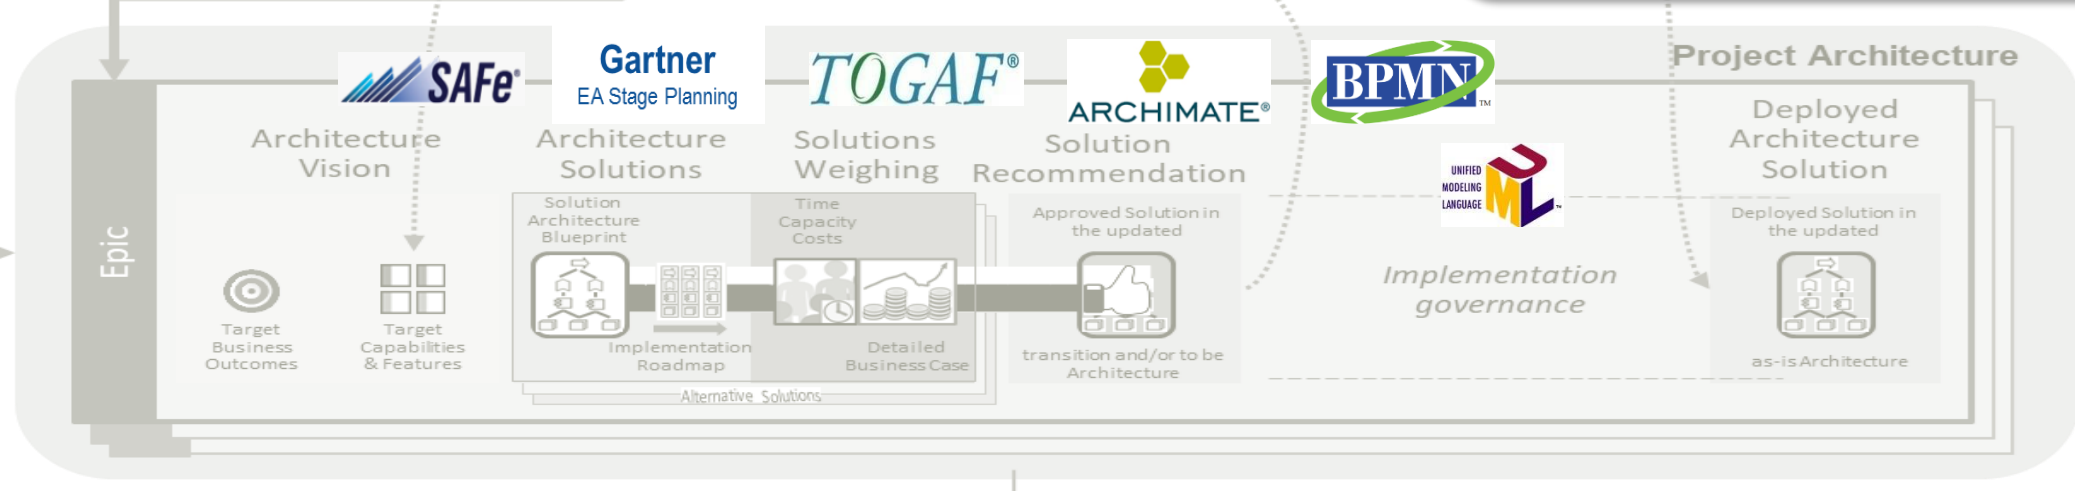 Project Architecture
SAFe®
Gartner
EA Stage Planning
TOGAF®
ARCHIMATE®
BPMN™
UNIFIED
MODELING
LANGUAGE
UML™
Epic
Architecture
Vision
Target
Business
Outcomes
Target
Capabilities
& Features
Architecture
Solutions
Solution
Architecture
Blueprint
Implementation
Roadmap
Solutions
Weighing
Time
Capacity
Costs
Detailed
Business Case
Alternative Solutions
Solution
Recommendation
Approved Solution in
the updated
transition and/or to be
Architecture
Implementation
governance
Deployed
Architecture
Solution
Deployed Solution in
the updated
as-is Architecture